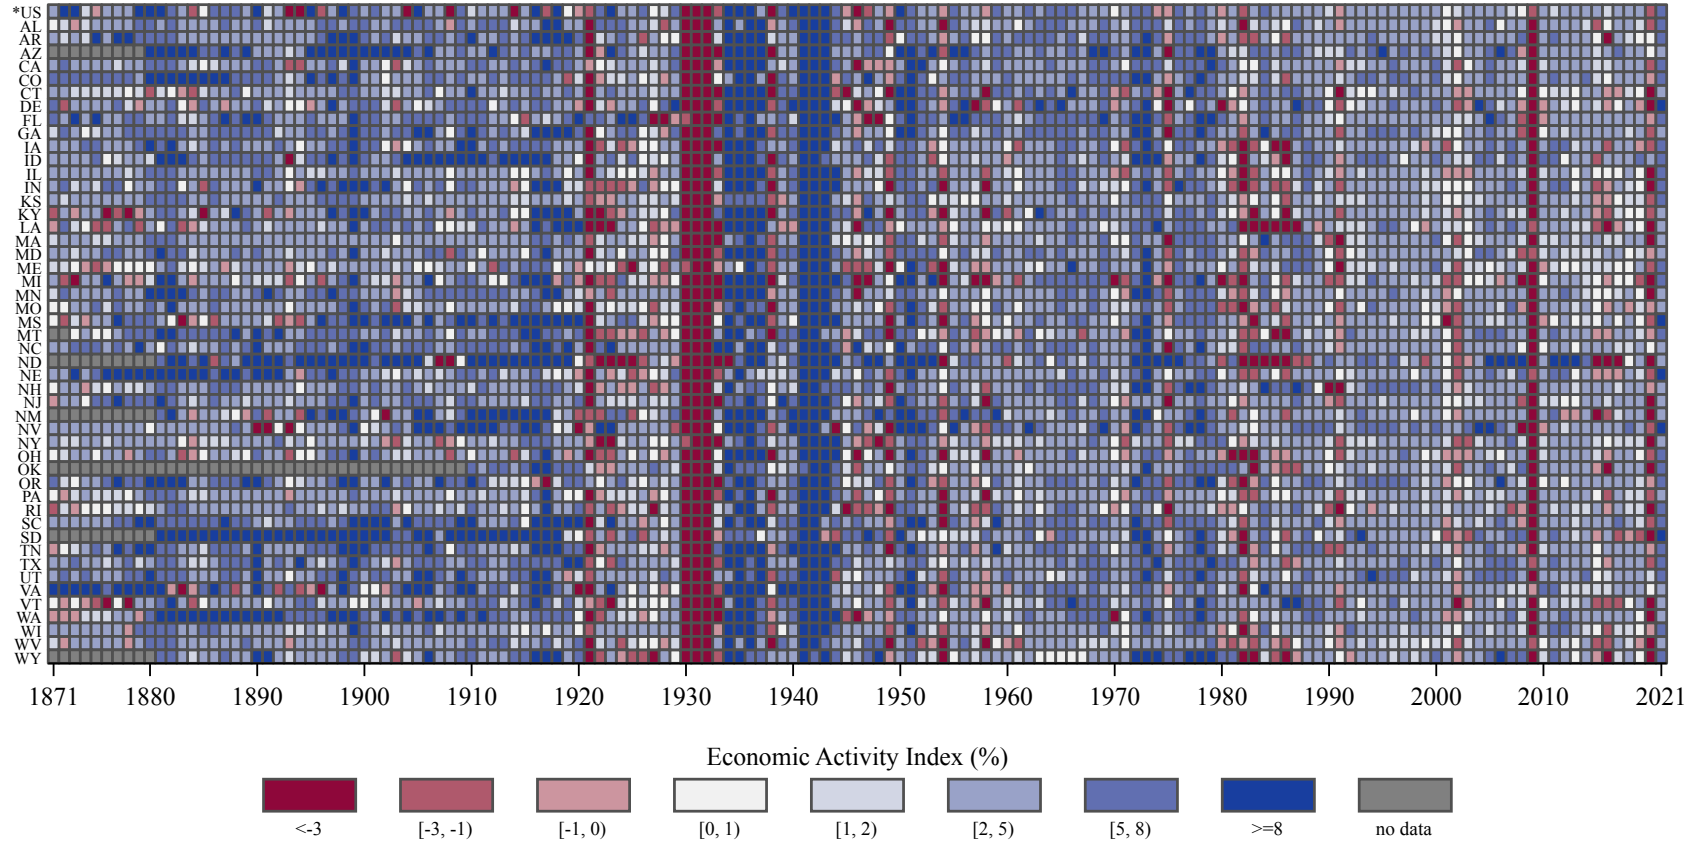 *US
AL
AR
AZ
CA
CO
CT
DE
FL
GA
IA
ID
IL
IN
KS
KY
LA
MA
MD
ME
MI
MN
MO
MS
MT
NC
ND
NE
NH
NJ
NM
NV
NY
OH
OK
OR
PA
RI
SC
SD
TN
TX
UT
VA
VT
WA
WI
WV
WY
1871 1880 1890 1900 1910 1920 1930 1940 1950 1960 1970 1980 1990 2000 2010 2021
Economic Activity Index (%)
<-3 [-3, -1) [-1, 0) [0, 1) [1, 2) [2, 5) [5, 8) >=8 no data